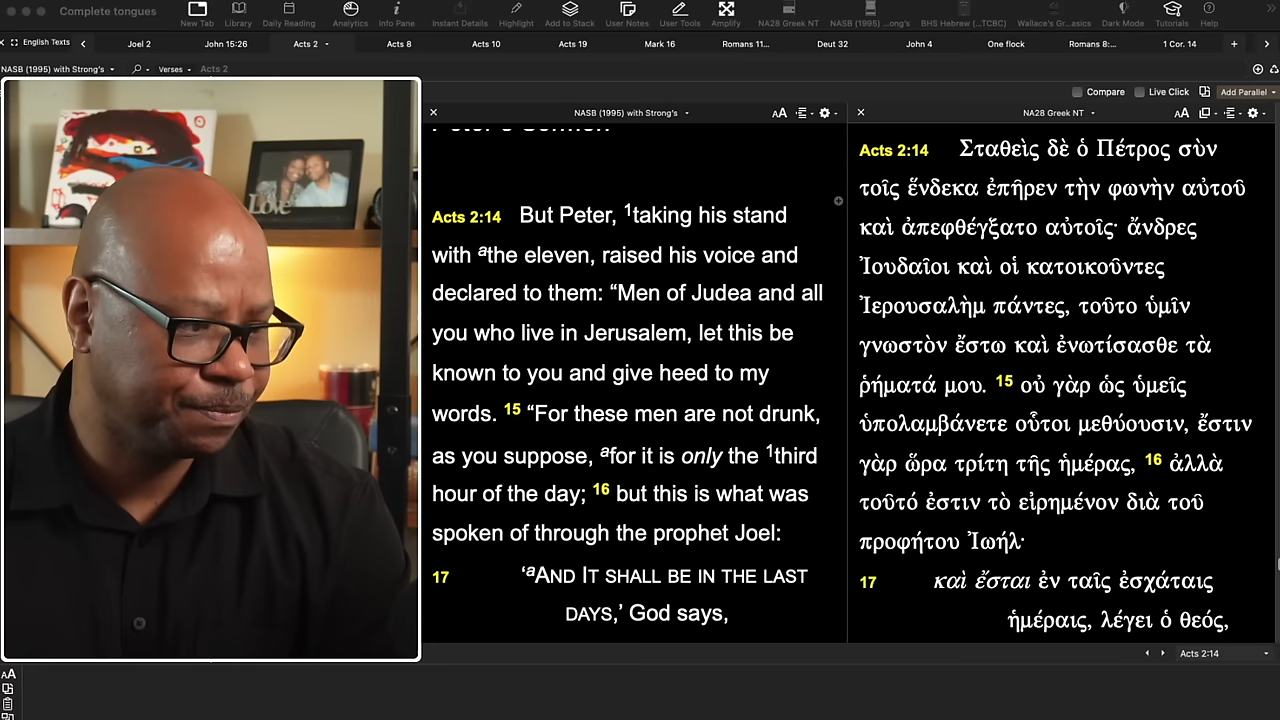 Complete tongues
New Tab
Library
Daily Reading
Analytics
Info Pane
Instant Details
Highlight
Add to Stack
User Notes
User Tools
Amplify
NA28 Greek NT
NASB (1995) ...ong's
BHS Hebrew (...TCBC)
Wallace's Gr...asics
Dark Mode
Tutorials
Help
English Texts
Joel 2
John 15:26
Acts 2
Acts 8
Acts 10
Acts 19
Mark 16
Romans 11...
Deut 32
John 4
One flock
Romans 8:...
1 Cor. 14
NASB (1995) with Strong's
Verses
Acts 2
Compare
Live Click
Add Parallel
NASB (1995) with Strong's
AA
Peter's Sermon
Acts 2:14 But Peter, 1taking his stand
with athe eleven, raised his voice and
declared to them: “Men of Judea and all
you who live in Jerusalem, let this be
known to you and give heed to my
words. 15 “For these men are not drunk,
as you suppose, afor it is only the 1third
hour of the day; 16 but this is what was
spoken of through the prophet Joel:
17 ‘aAND IT SHALL BE IN THE LAST
DAYS,’ God says,
NA28 Greek NT
AA
Acts 2:14 Σταθεὶς δὲ ὁ Πέτρος σὺν
τοῖς ἕνδεκα ἐπῆρεν τὴν φωνὴν αὐτοῦ
καὶ ἀπεφθέγξατο αὐτοῖς· ἄνδρες
Ἰουδαῖοι καὶ οἱ κατοικοῦντες
Ἰερουσαλὴμ πάντες, τοῦτο ὑμῖν
γνωστὸν ἔστω καὶ ἐνωτίσασθε τὰ
ῥήματά μου. 15 οὐ γὰρ ὡς ὑμεῖς
ὑπολαμβάνετε οὗτοι μεθύουσιν, ἔστιν
γὰρ ὥρα τρίτη τῆς ἡμέρας, 16 ἀλλὰ
τοῦτό ἐστιν τὸ εἰρημένον διὰ τοῦ
προφήτου Ἰωήλ·
17 καὶ ἔσται ἐν ταῖς ἐσχάταις
ἡμέραις, λέγει ὁ θεός,
Acts 2:14
AA
Love